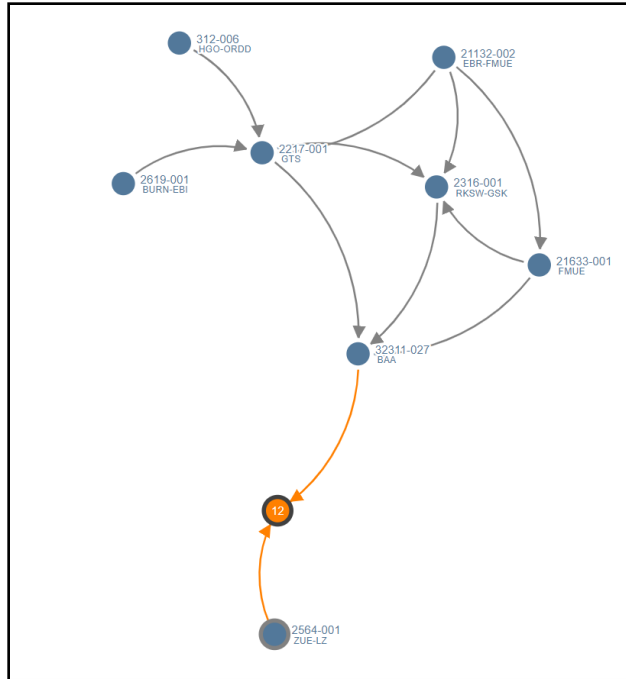 312-006
HGO-ORDD
21132-002
EBR-FMUE
2217-001
GTS
2619-001
BURN-EBI
2316-001
RKSW-GSK
21633-001
FMUE
32311-027
BAA
12
2564-001
ZUE-LZ